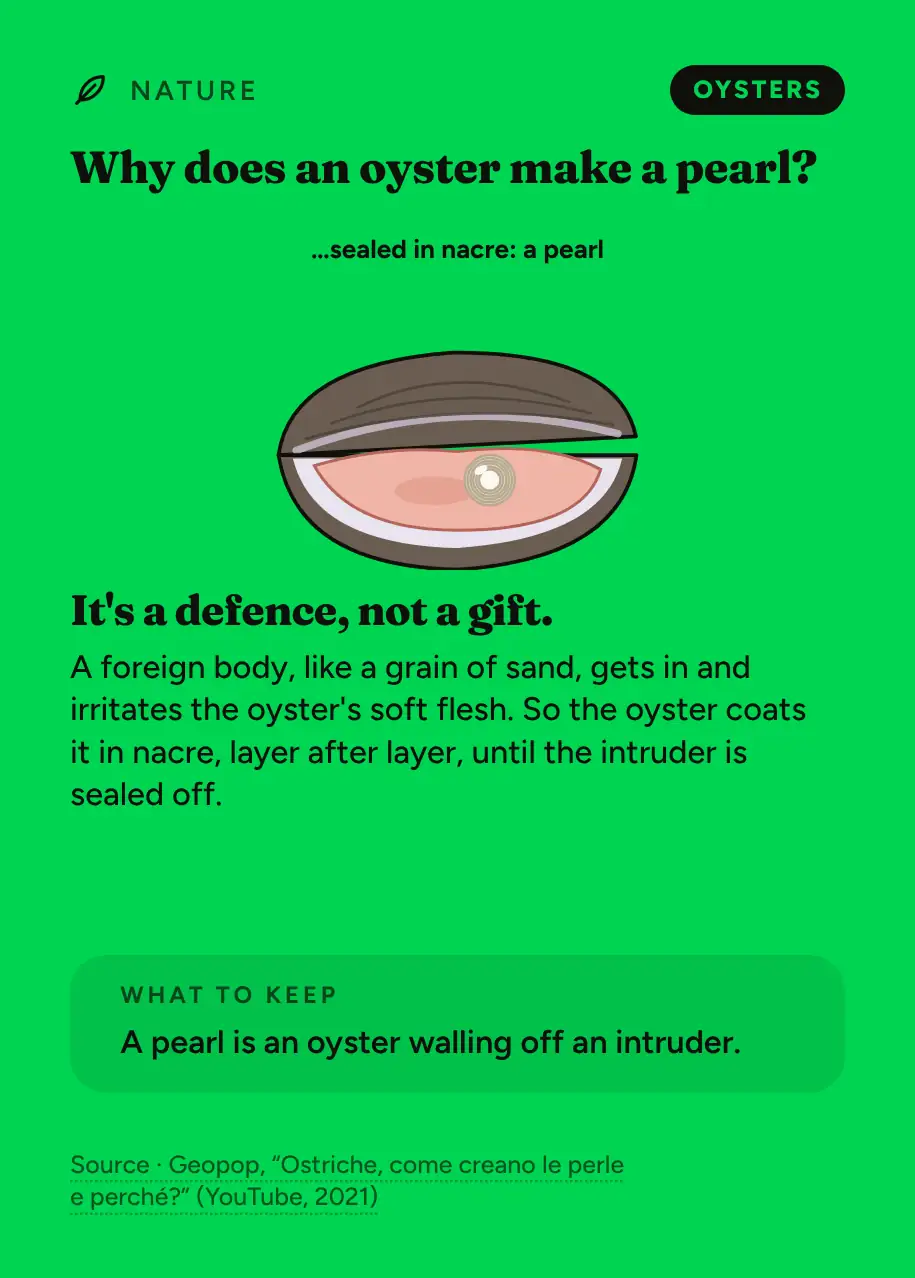 NATURE
OYSTERS
Why does an oyster make a pearl?
...sealed in nacre: a pearl
It's a defence, not a gift.
A foreign body, like a grain of sand, gets in and
irritates the oyster's soft flesh. So the oyster coats
it in nacre, layer after layer, until the intruder is
sealed off.
WHAT TO KEEP
A pearl is an oyster walling off an intruder.
Source · Geopop, “Ostriche, come creano le perle
e perché?” (YouTube, 2021)